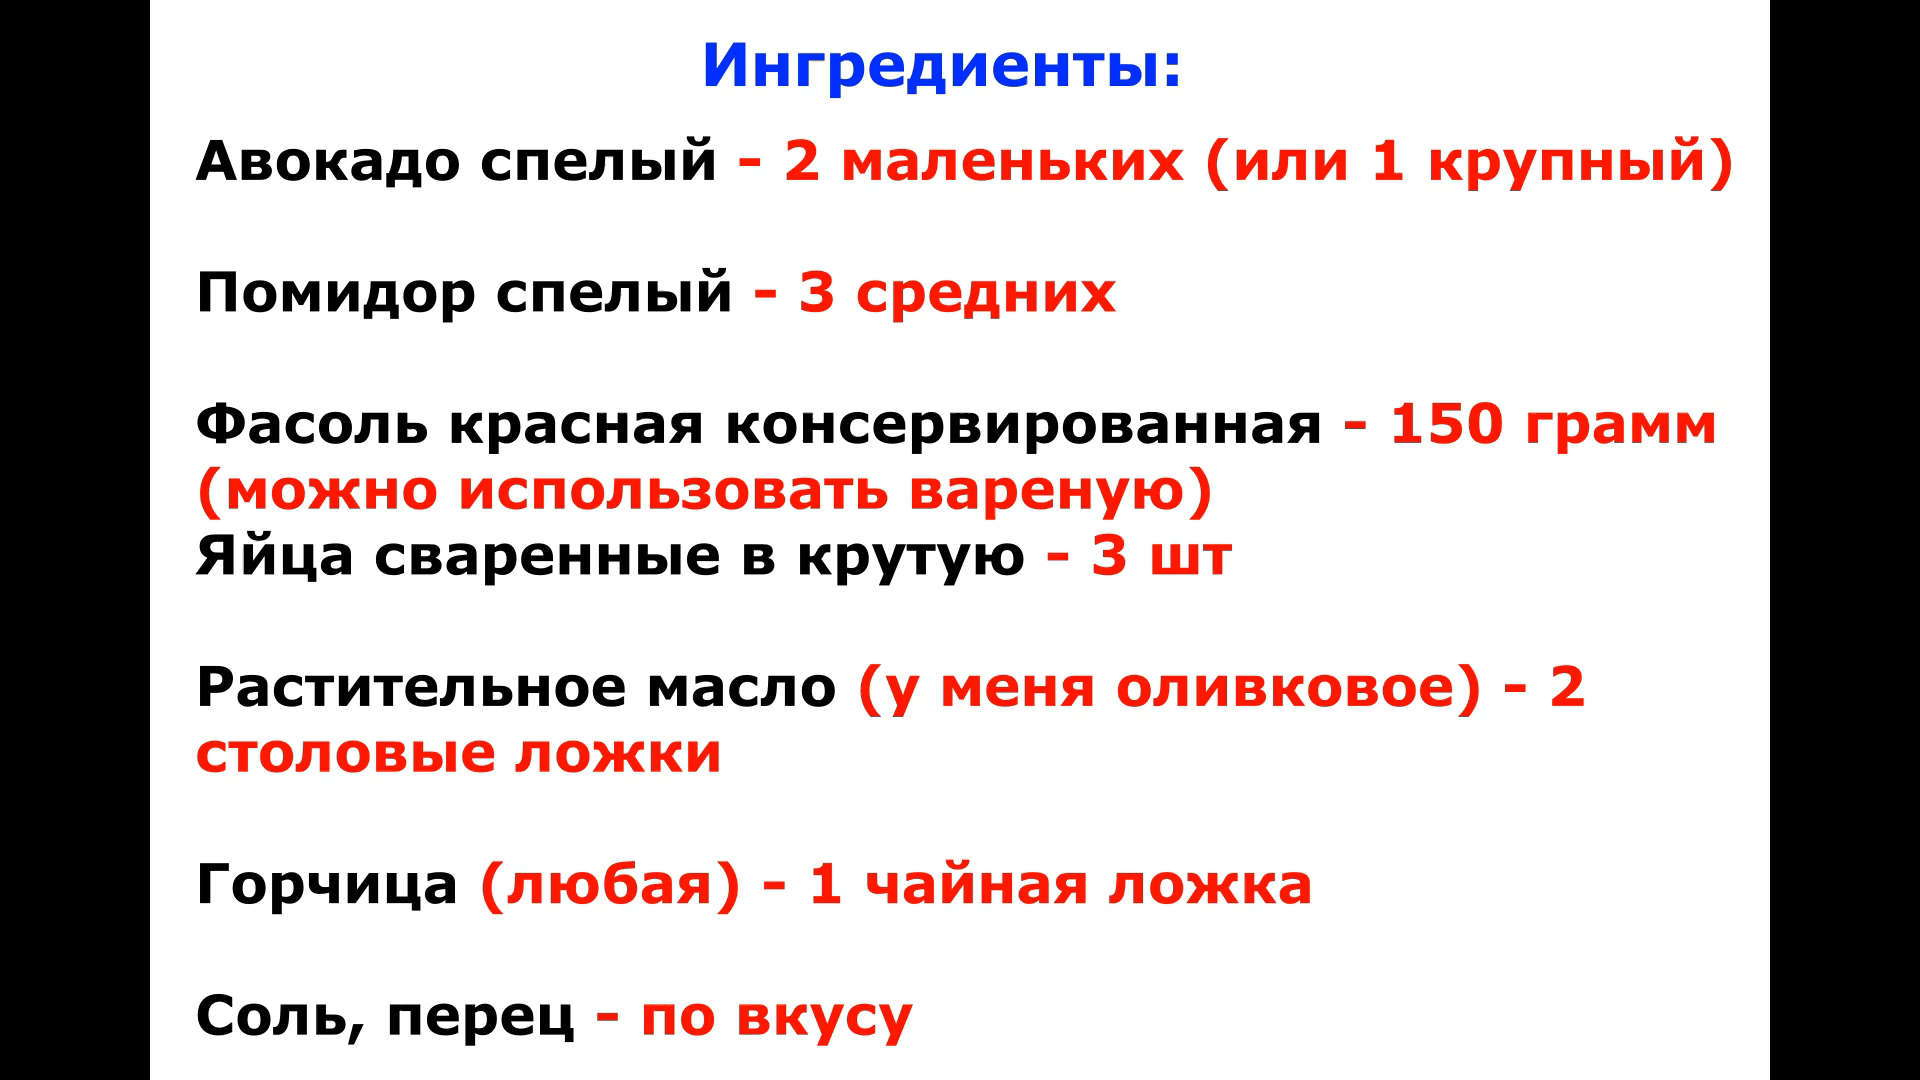 Ингредиенты:
Авокадо спелый - 2 маленьких (или 1 крупный)
Помидор спелый - 3 средних
Фасоль красная консервированная - 150 грамм
(можно использовать вареную)
Яйца сваренные в крутую - 3 шт
Растительное масло (у меня оливковое) - 2
столовые ложки
Горчица (любая) - 1 чайная ложка
Соль, перец - по вкусу